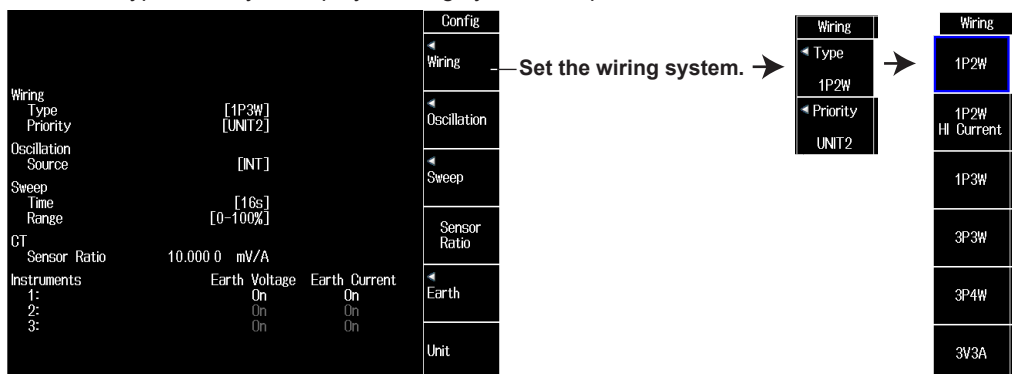 Config
Wiring
Set the wiring system.
Wiring
Type [1P3W]
Priority [UNIT2]
Oscillation
Source [INT]
Sweep
Time [16s]
Range [0-100%]
CT
Sensor Ratio 10.000 0 mV/A
Instruments Earth Voltage Earth Current
1: On On
2: On On
3: On On
Oscillation
Sweep
Sensor
Ratio
Earth
Unit
Wiring
Type
1P2W
Priority
UNIT2
Wiring
1P2W
1P2W
HI Current
1P3W
3P3W
3P4W
3V3A